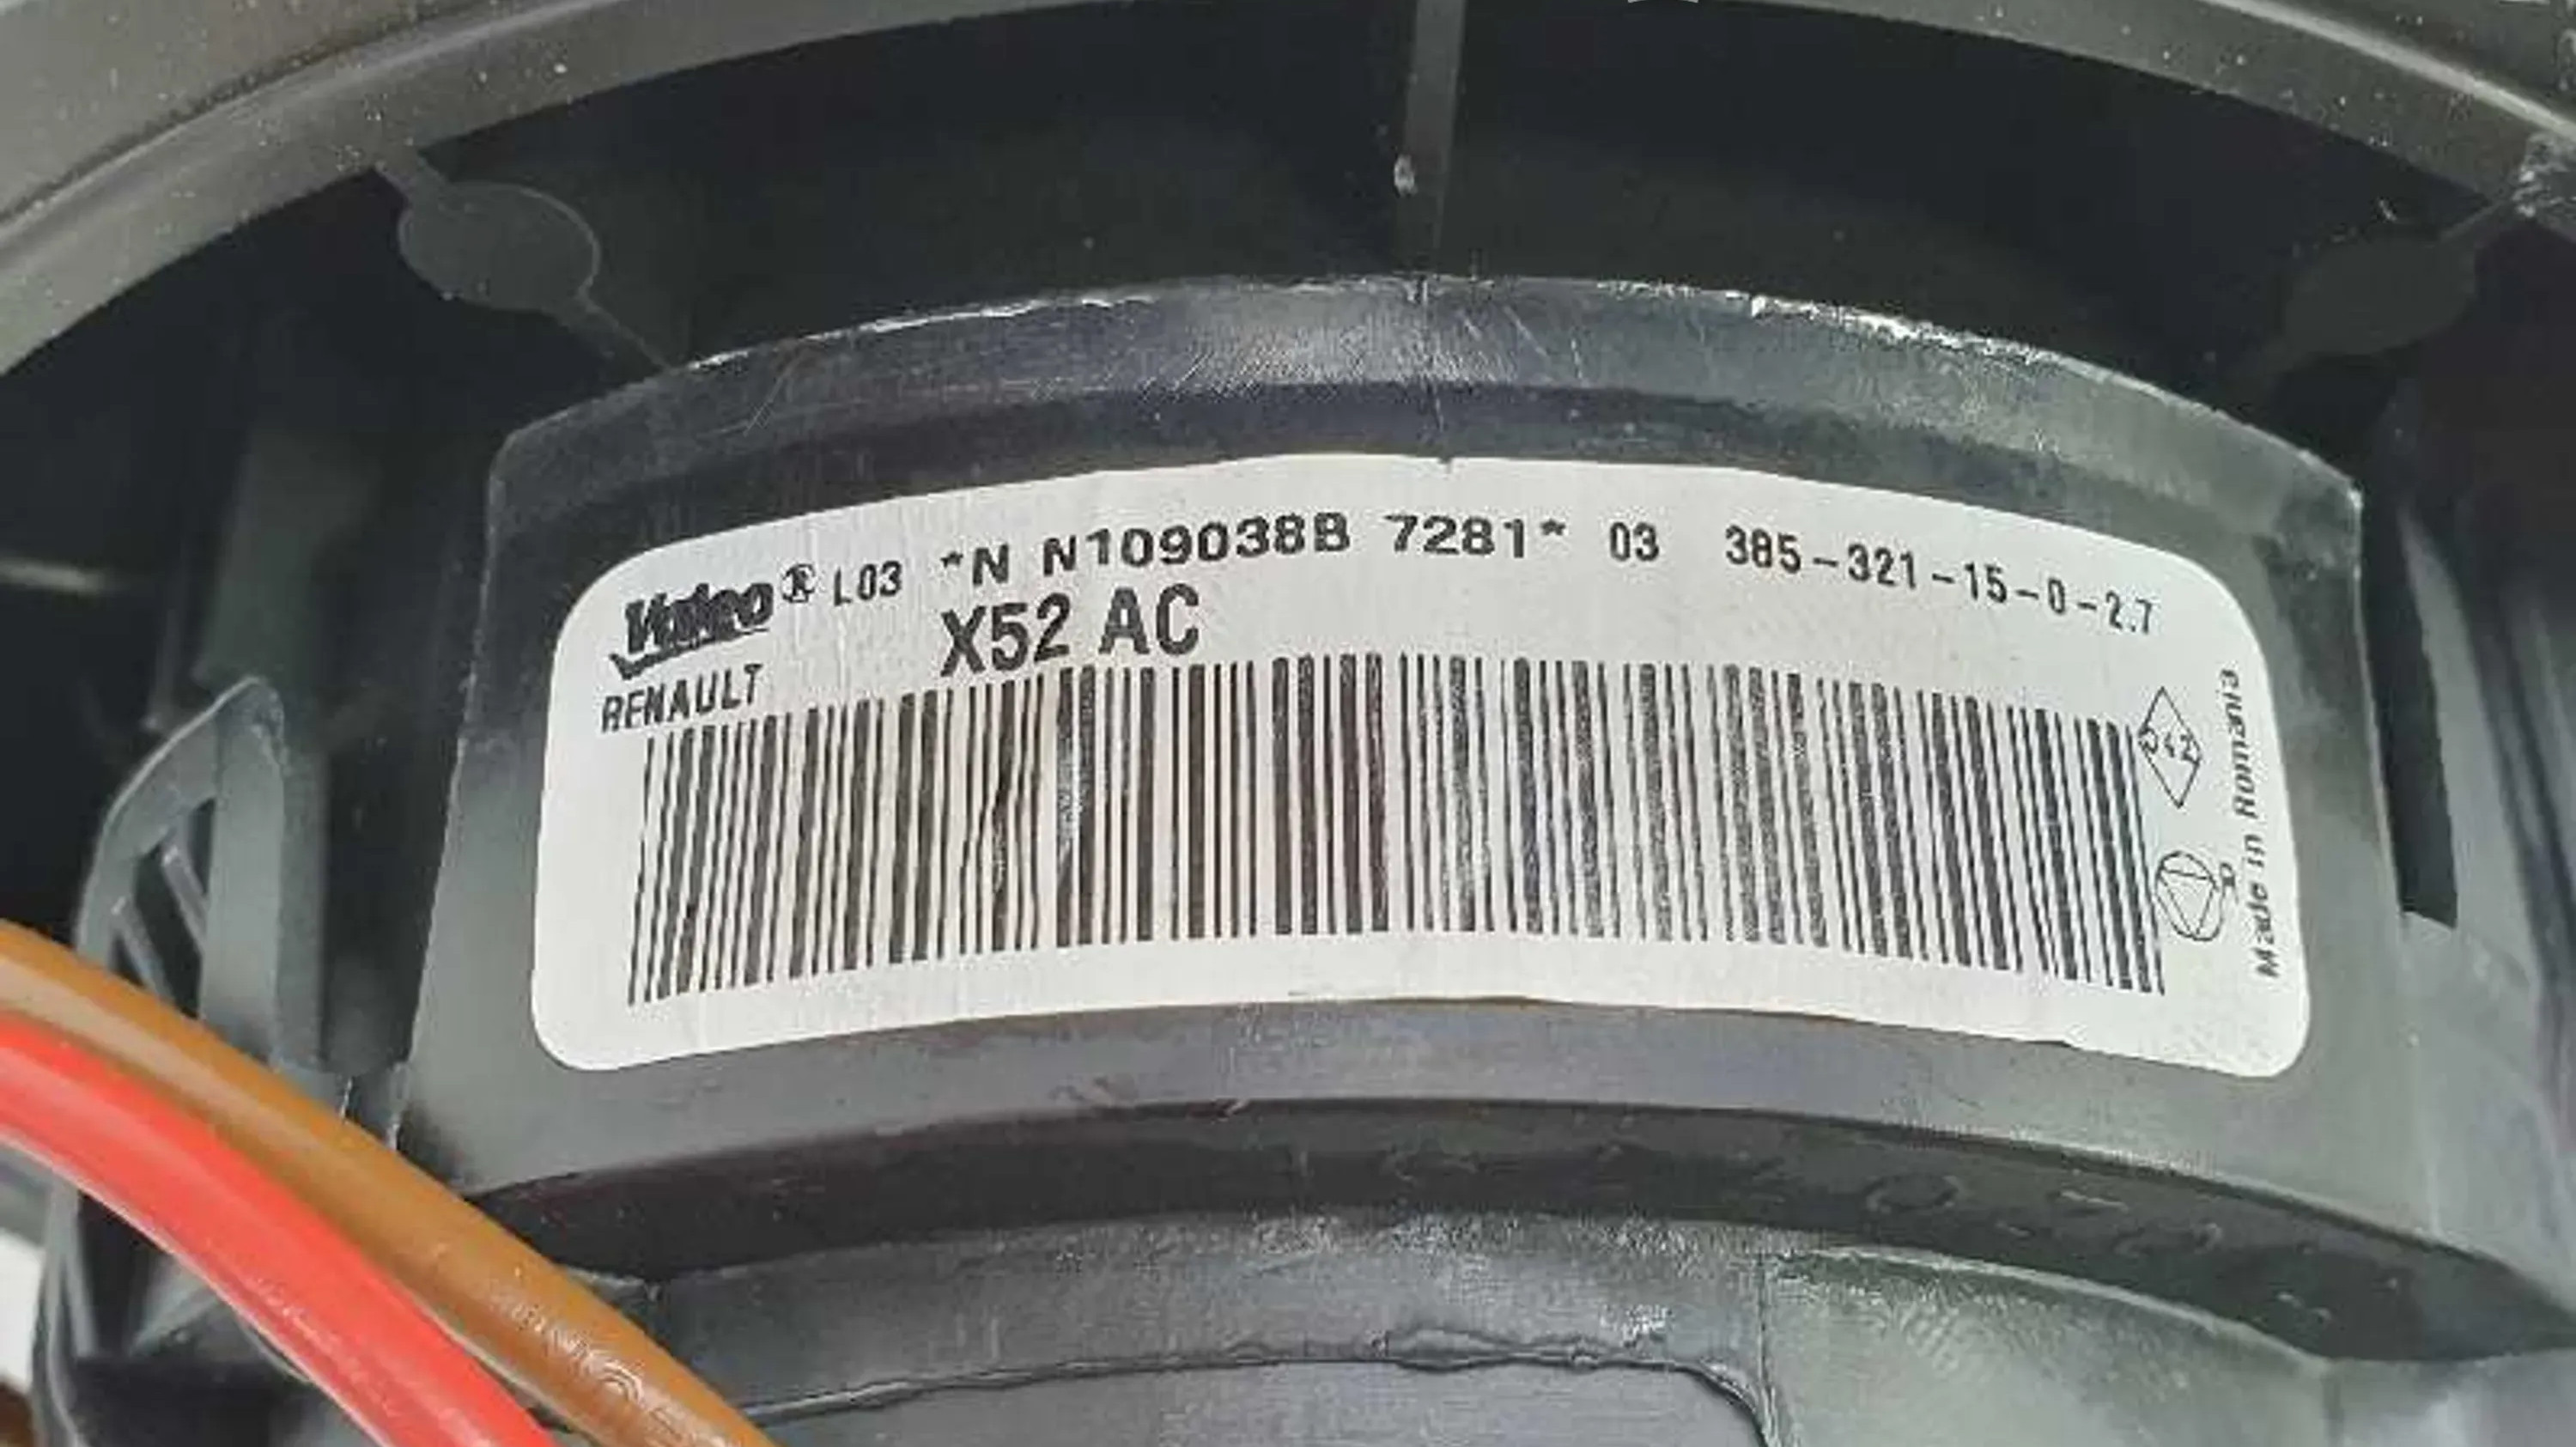 Valeo® L03 *N N109038B 7281* 03 385-321-15-0-2.7
X52 AC
RENAULT
Made in Romania